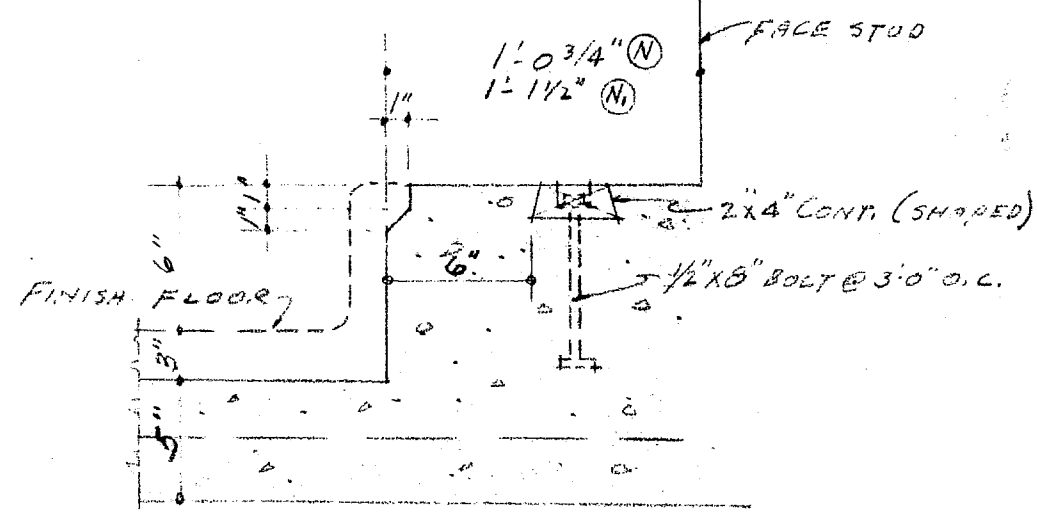 FACE STUD
1'-0 3/4" (N)
1'-1 1/2" (N1)
1"
1" 1"
2"x4" CONT. (SHAPED)
6"
6"
1/2"x8" BOLT @ 3'-0" O.C.
FINISH FLOOR
3"
5"